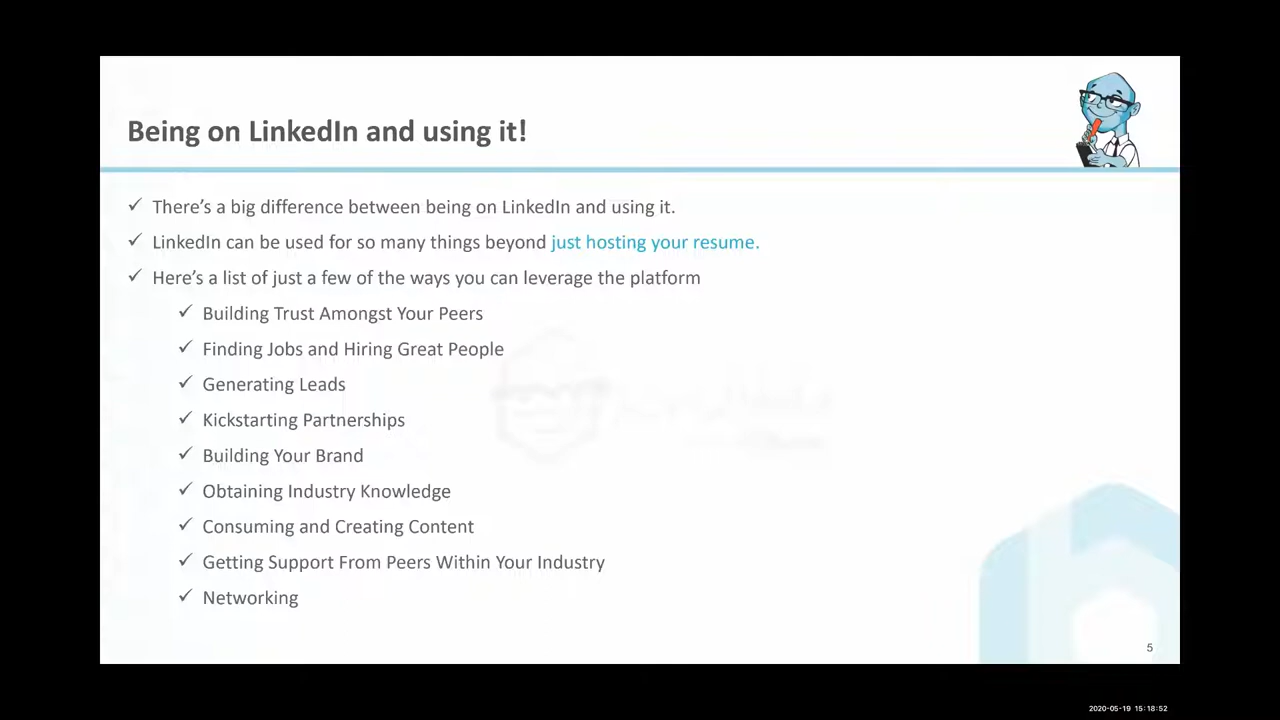 Being on LinkedIn and using it!
✓ There's a big difference between being on LinkedIn and using it.
✓ LinkedIn can be used for so many things beyond just hosting your resume.
✓ Here's a list of just a few of the ways you can leverage the platform
✓ Building Trust Amongst Your Peers
✓ Finding Jobs and Hiring Great People
✓ Generating Leads
✓ Kickstarting Partnerships
✓ Building Your Brand
✓ Obtaining Industry Knowledge
✓ Consuming and Creating Content
✓ Getting Support From Peers Within Your Industry
✓ Networking
5
2020-05-19 15:18:52